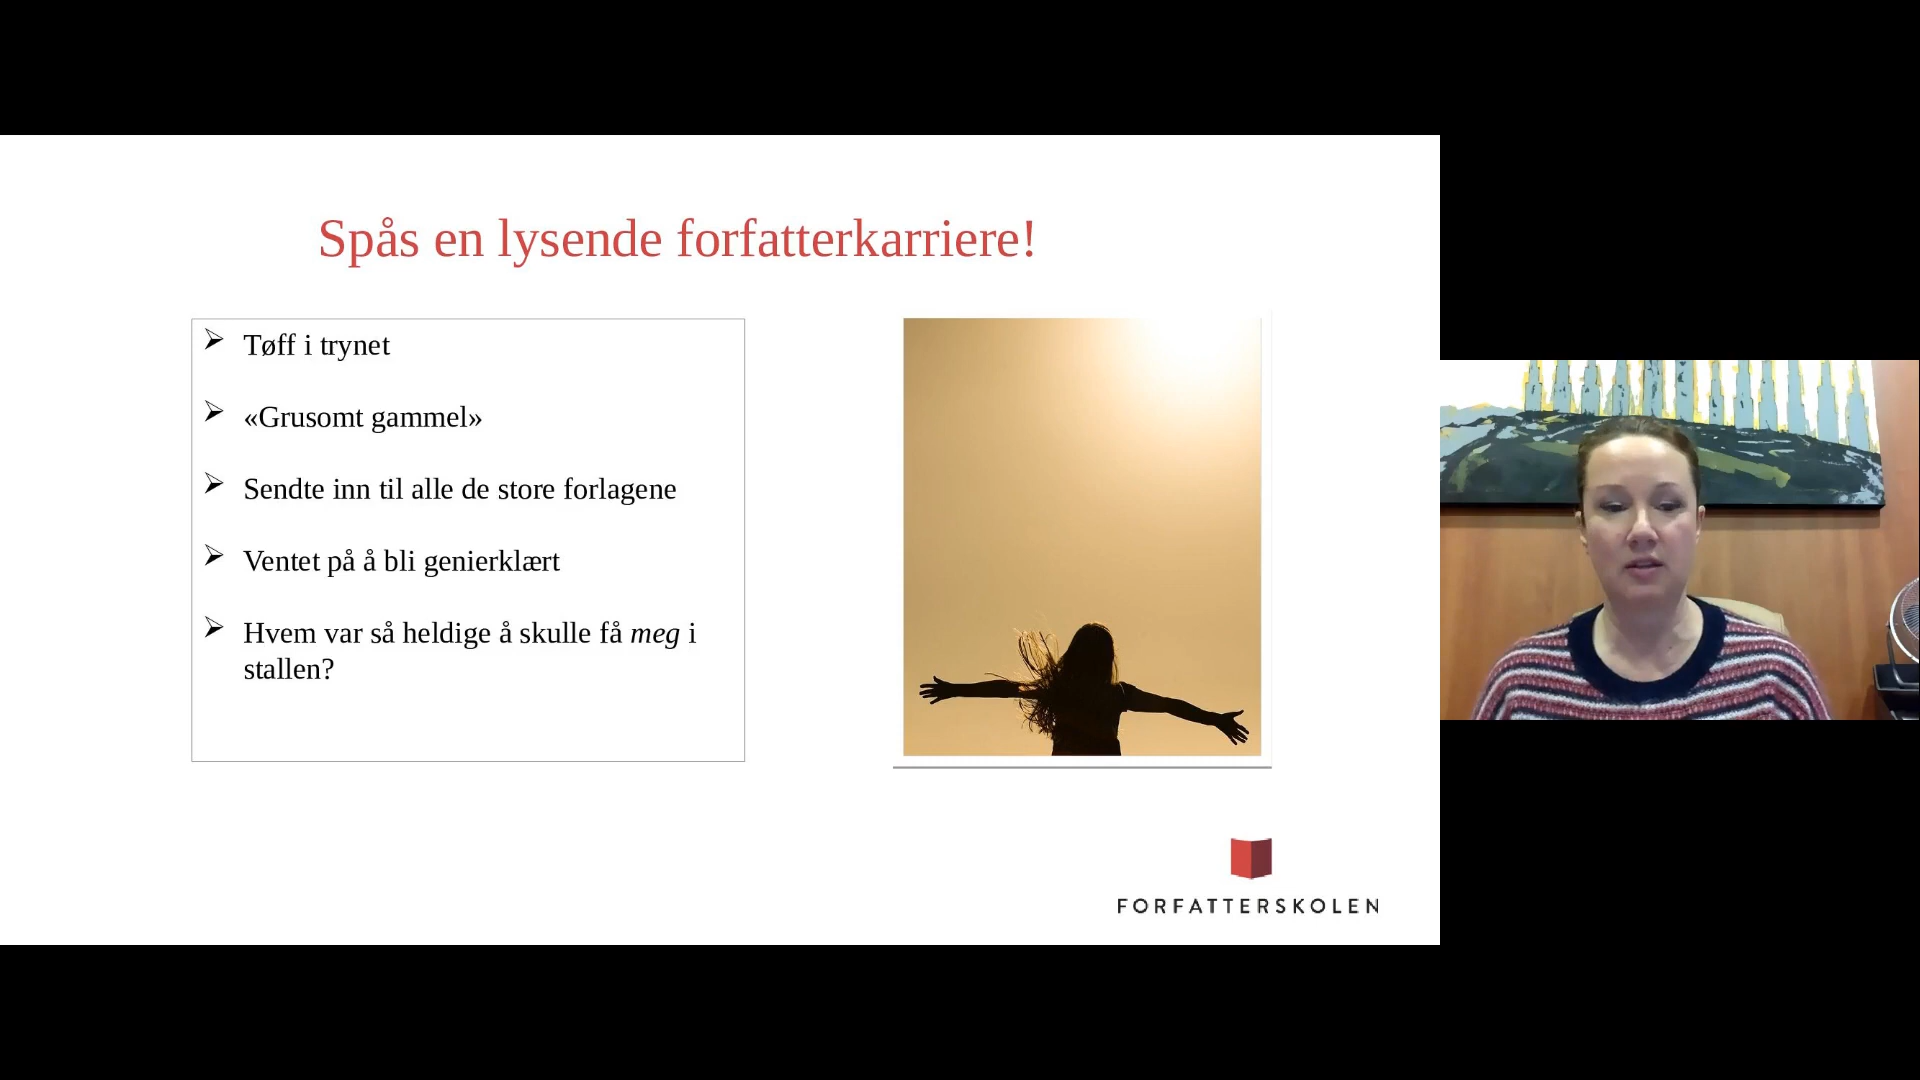 Spås en lysende forfatterkarriere!
Tøff i trynet
«Grusomt gammel»
Sendte inn til alle de store forlagene
Ventet på å bli genierklært
Hvem var så heldige å skulle få meg i
stallen?
FORFATTERSKOLEN